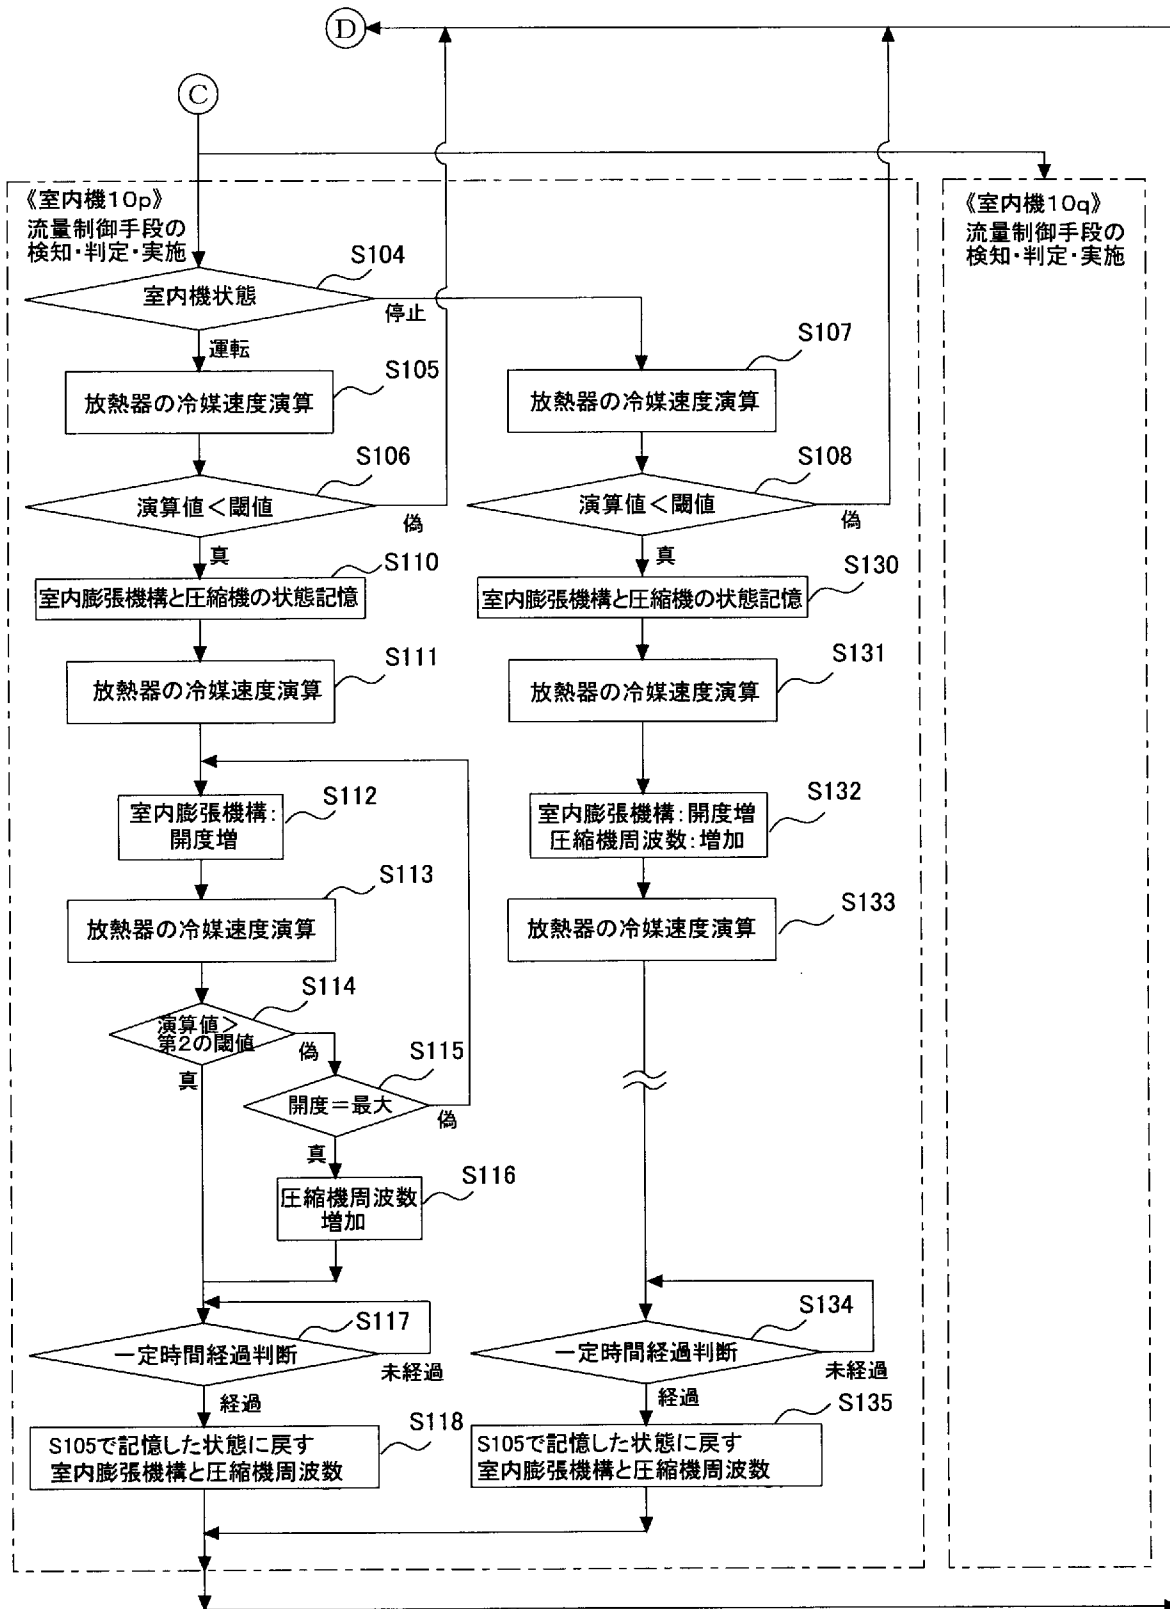 D
C
《室内機10p》
流量制御手段の
検知・判定・実施
《室内機10q》
流量制御手段の
検知・判定・実施
S104
室内機状態
停止
運転
S105
放熱器の冷媒速度演算
S107
放熱器の冷媒速度演算
S106
演算値<閾値
偽
真
S108
演算値<閾値
偽
真
S110
室内膨張機構と圧縮機の状態記憶
S130
室内膨張機構と圧縮機の状態記憶
S111
放熱器の冷媒速度演算
S131
放熱器の冷媒速度演算
S112
室内膨張機構:
開度増
S132
室内膨張機構:開度増
圧縮機周波数:増加
S113
放熱器の冷媒速度演算
S133
放熱器の冷媒速度演算
S114
演算値>
第2の閾値
偽
真
S115
開度=最大
偽
真
S116
圧縮機周波数
増加
S117
一定時間経過判断
未経過
経過
S134
一定時間経過判断
未経過
経過
S118
S105で記憶した状態に戻す
室内膨張機構と圧縮機周波数
S135
S105で記憶した状態に戻す
室内膨張機構と圧縮機周波数